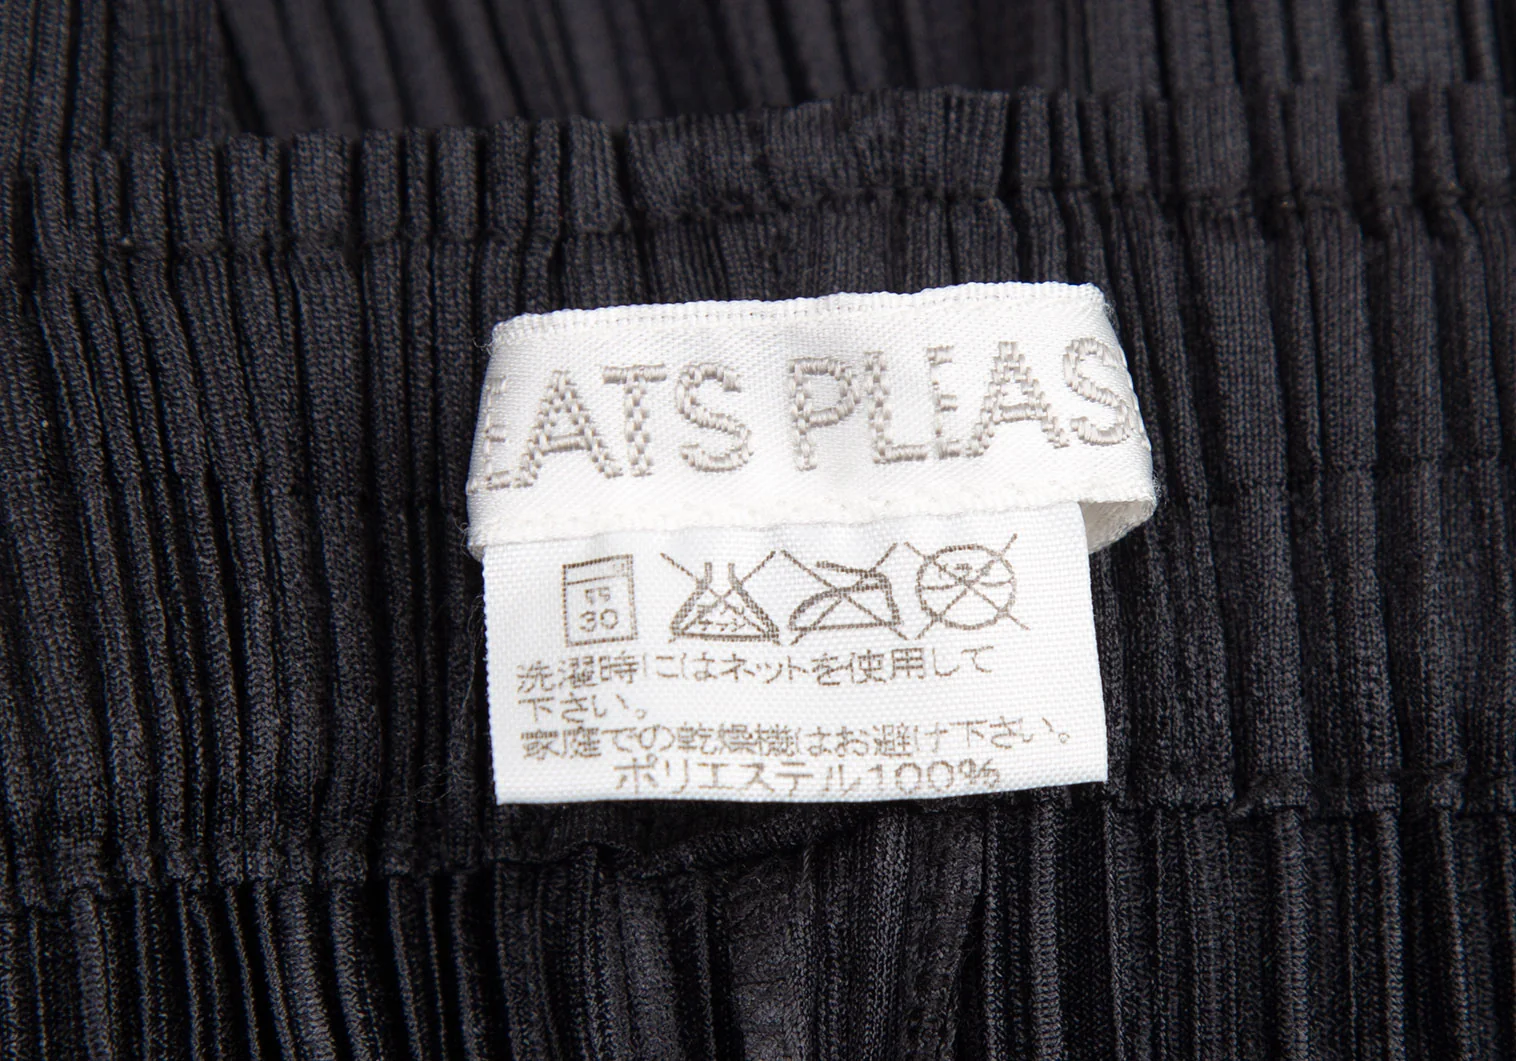 EATS PLEAS
弱
30
洗濯時にはネットを使用して
下さい。
家庭での乾燥機はお避け下さい。
ポリエステル100%